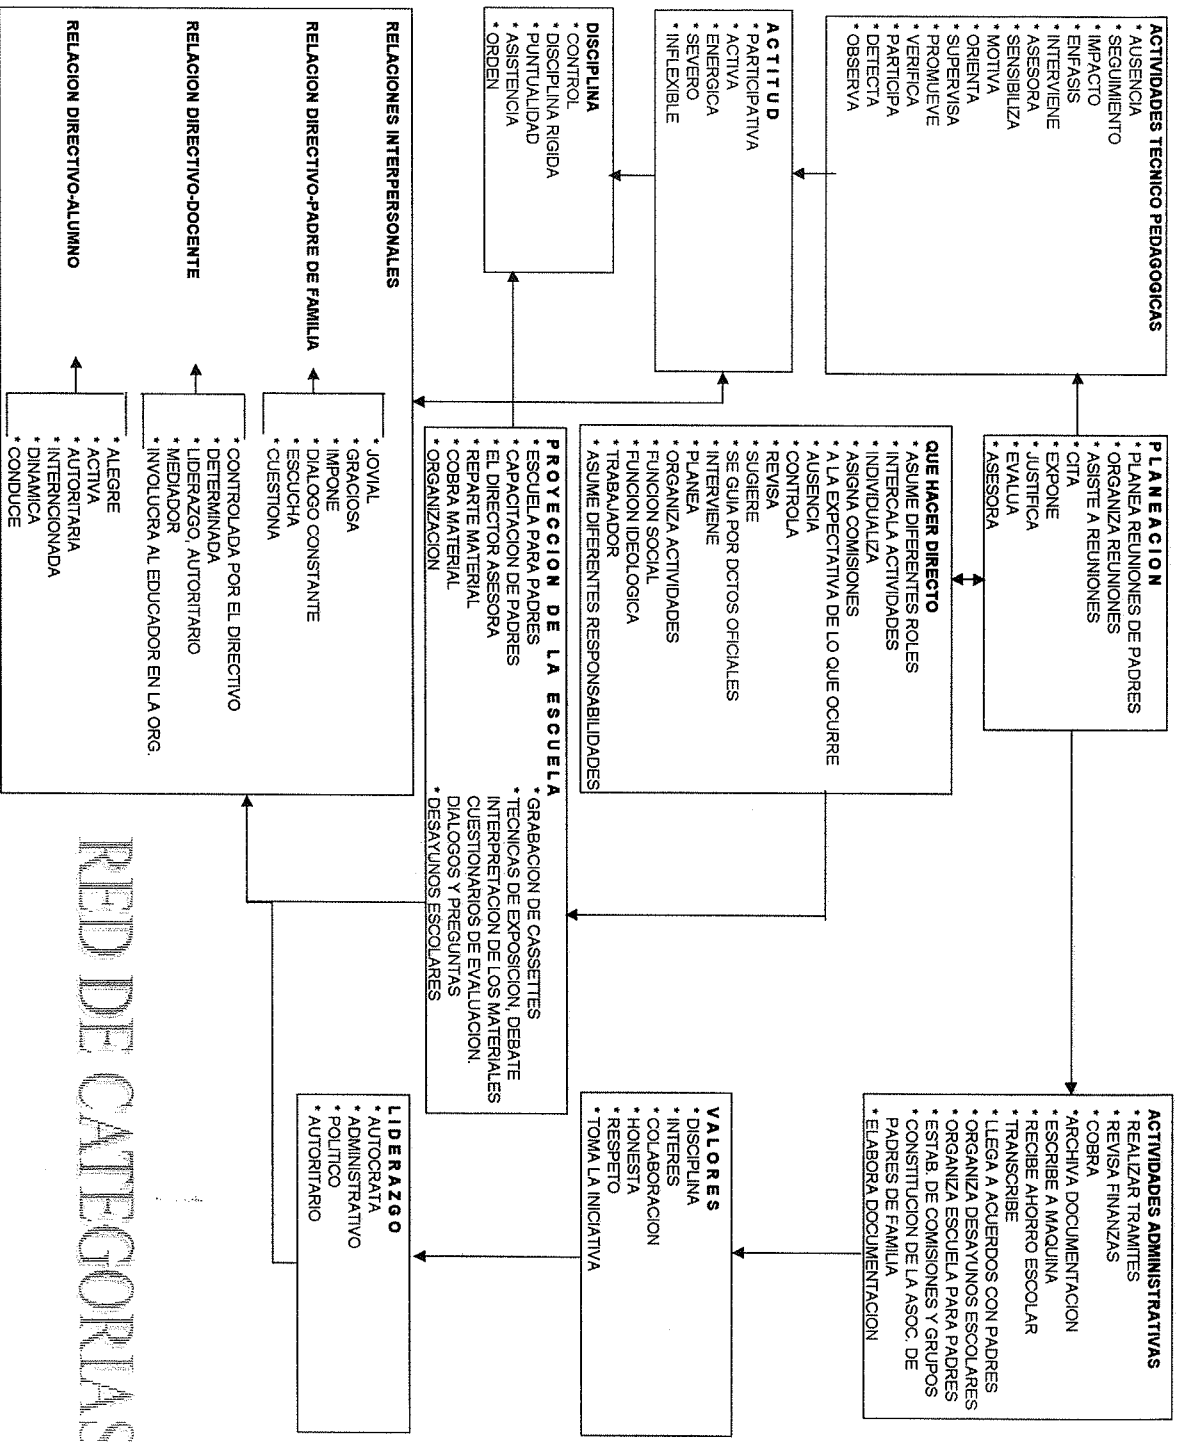 ACTIVIDADES TECNICO PEDAGOGICAS
* AUSENCIA
* SEGUIMIENTO
* IMPACTO
* ENFASIS
* INTERVIENE
* ASESORA
* SENSIBILIZA
* MOTIVA
* ORIENTA
* SUPERVISA
* PROMUEVE
* VERIFICA
* PARTICIPA
* DETECTA
* OBSERVA
PLANEACION
* PLANEA REUNIONES DE PADRES
* ORGANIZA REUNIONES
* ASISTE A REUNIONES
* CITA
* EXPONE
* JUSTIFICA
* EVALUA
* ASESORA
ACTIVIDADES ADMINISTRATIVAS
* REALIZAR TRAMITES
* REVISA FINANZAS
* COBRA
* ARCHIVA DOCUMENTACION
* ESCRIBE A MAQUINA
* RECIBE AHORRO ESCOLAR
* TRANSCRIBE
* LLEGA A ACUERDOS CON PADRES
* ORGANIZA DESAYUNOS ESCOLARES
* ORGANIZA ESCUELA PARA PADRES
* ESTAB. DE COMISIONES Y GRUPOS
* CONSTITUCION DE LA ASOC. DE
PADRES DE FAMILIA
* ELABORA DOCUMENTACION
ACTITUD
* PARTICIPATIVA
* ACTIVA
* ENERGICA
* SEVERO
* INFLEXIBLE
QUE HACER DIRECTO
* ASUME DIFERENTES ROLES
* INTERCALA ACTIVIDADES
* INDIVIDUALIZA
* ASIGNA COMISIONES
* A LA EXPECTATIVA DE LO QUE OCURRE
* AUSENCIA
* CONTROLA
* REVISA
* SUGIERE
* SE GUIA POR DCTOS OFICIALES
* INTERVIENE
* PLANEA
* ORGANIZA ACTIVIDADES
* FUNCION SOCIAL
* FUNCION IDEOLOGICA
* TRABAJADOR
* ASUME DIFERENTES RESPONSABILIDADES
VALORES
* DISCIPLINA
* INTERES
* COLABORACION
* HONESTA
* RESPETO
* TOMA LA INICIATIVA
DISCIPLINA
* CONTROL
* DISCIPLINA RIGIDA
* PUNTUALIDAD
* ASISTENCIA
* ORDEN
PROYECCION DE LA ESCUELA
* ESCUELA PARA PADRES
* CAPACITACION DE PADRES
* EL DIRECTOR ASESORA
* REPARTE MATERIAL
* COBRA MATERIAL
* ORGANIZACION
* GRABACION DE CASSETTES
* TECNICAS DE EXPOSICION, DEBATE
INTERPRETACION DE LOS MATERIALES
CUESTIONARIOS DE EVALUACION.
DIALOGOS Y PREGUNTAS
* DESAYUNOS ESCOLARES
LIDERAZGO
* AUTOCRATA
* ADMINISTRATIVO
* POLITICO
* AUTORITARIO
RELACIONES INTERPERSONALES
RELACION DIRECTIVO-PADRE DE FAMILIA
* JOVIAL
* GRACIOSA
* IMPONE
* DIALOGO CONSTANTE
* ESCUCHA
* CUESTIONA
RELACION DIRECTIVO-DOCENTE
* CONTROLADA POR EL DIRECTIVO
* DETERMINADA
* LIDERAZGO, AUTORITARIO
* MEDIADOR
* INVOLUCRA AL EDUCADOR EN LA ORG.
RELACION DIRECTIVO-ALUMNO
* ALEGRE
* ACTIVA
* AUTORITARIA
* INTERNCIONADA
* DINAMICA
* CONDUCE
RED DE CATEGORIAS